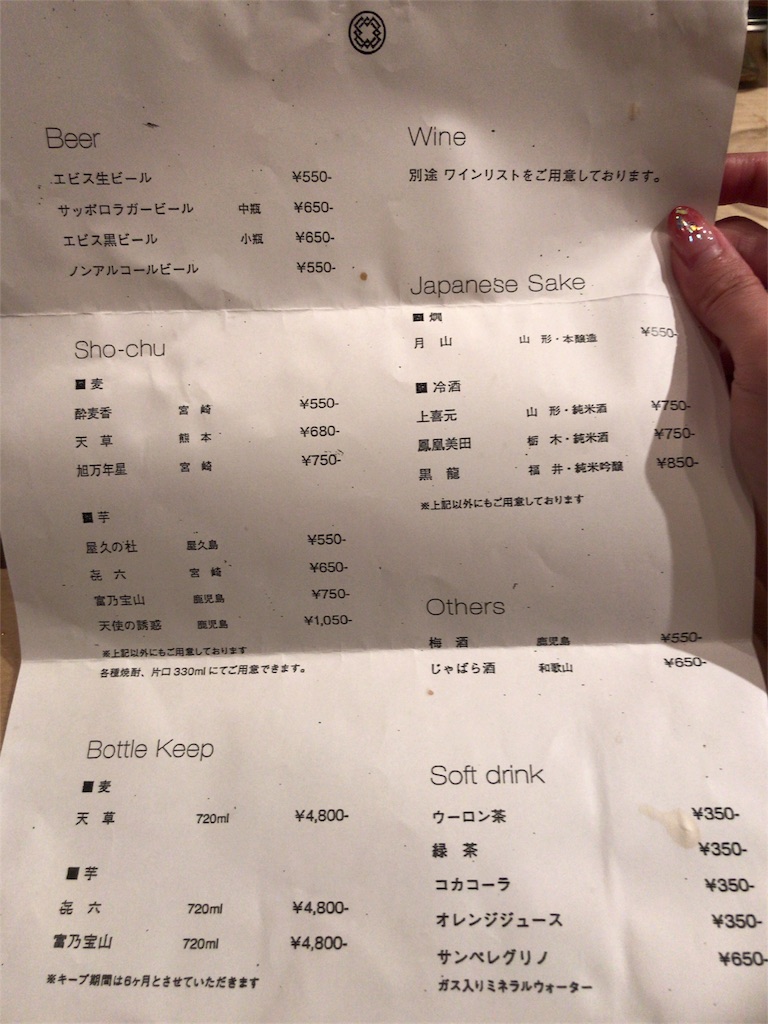 Beer
エビス生ビール ¥550-
サッポロラガービール 中瓶 ¥650-
エビス黒ビール 小瓶 ¥650-
ノンアルコールビール ¥550-
Sho-chu
■麦
酔麦香 宮崎 ¥550-
天草 熊本 ¥680-
旭万年星 宮崎 ¥750-
■芋
屋久の杜 屋久島 ¥550-
㐂六 宮崎 ¥650-
富乃宝山 鹿児島 ¥750-
天使の誘惑 鹿児島 ¥1,050-
※上記以外にもご用意しております
各種焼酎、片口330mlにてご用意できます。
Bottle Keep
■麦
天草 720ml ¥4,800-
■芋
㐂六 720ml ¥4,800-
富乃宝山 720ml ¥4,800-
※キープ期間は6ヶ月とさせていただきます
Wine
別途 ワインリストをご用意しております。
Japanese Sake
■燗
月山 山形・本醸造 ¥550-
■冷酒
上喜元 山形・純米酒 ¥750-
鳳凰美田 栃木・純米酒 ¥750-
黒龍 福井・純米吟醸 ¥850-
※上記以外にもご用意しております
Others
梅酒 鹿児島 ¥550-
じゃばら酒 和歌山 ¥650-
Soft drink
ウーロン茶 ¥350-
緑茶 ¥350-
コカコーラ ¥350-
オレンジジュース ¥350-
サンペレグリノ ¥650-
ガス入りミネラルウォーター